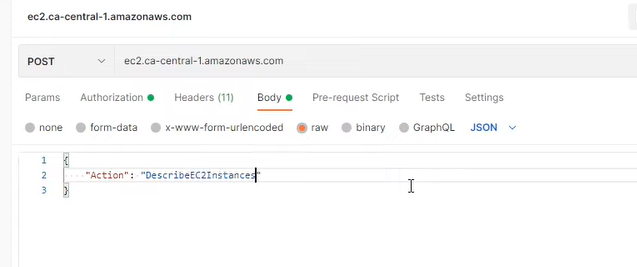 ec2.ca-central-1.amazonaws.com
POST ec2.ca-central-1.amazonaws.com
Params Authorization Headers (11) Body Pre-request Script Tests Settings
none form-data x-www-form-urlencoded raw binary GraphQL JSON
1 {
2 "Action": "DescribeEC2Instances"
3 }